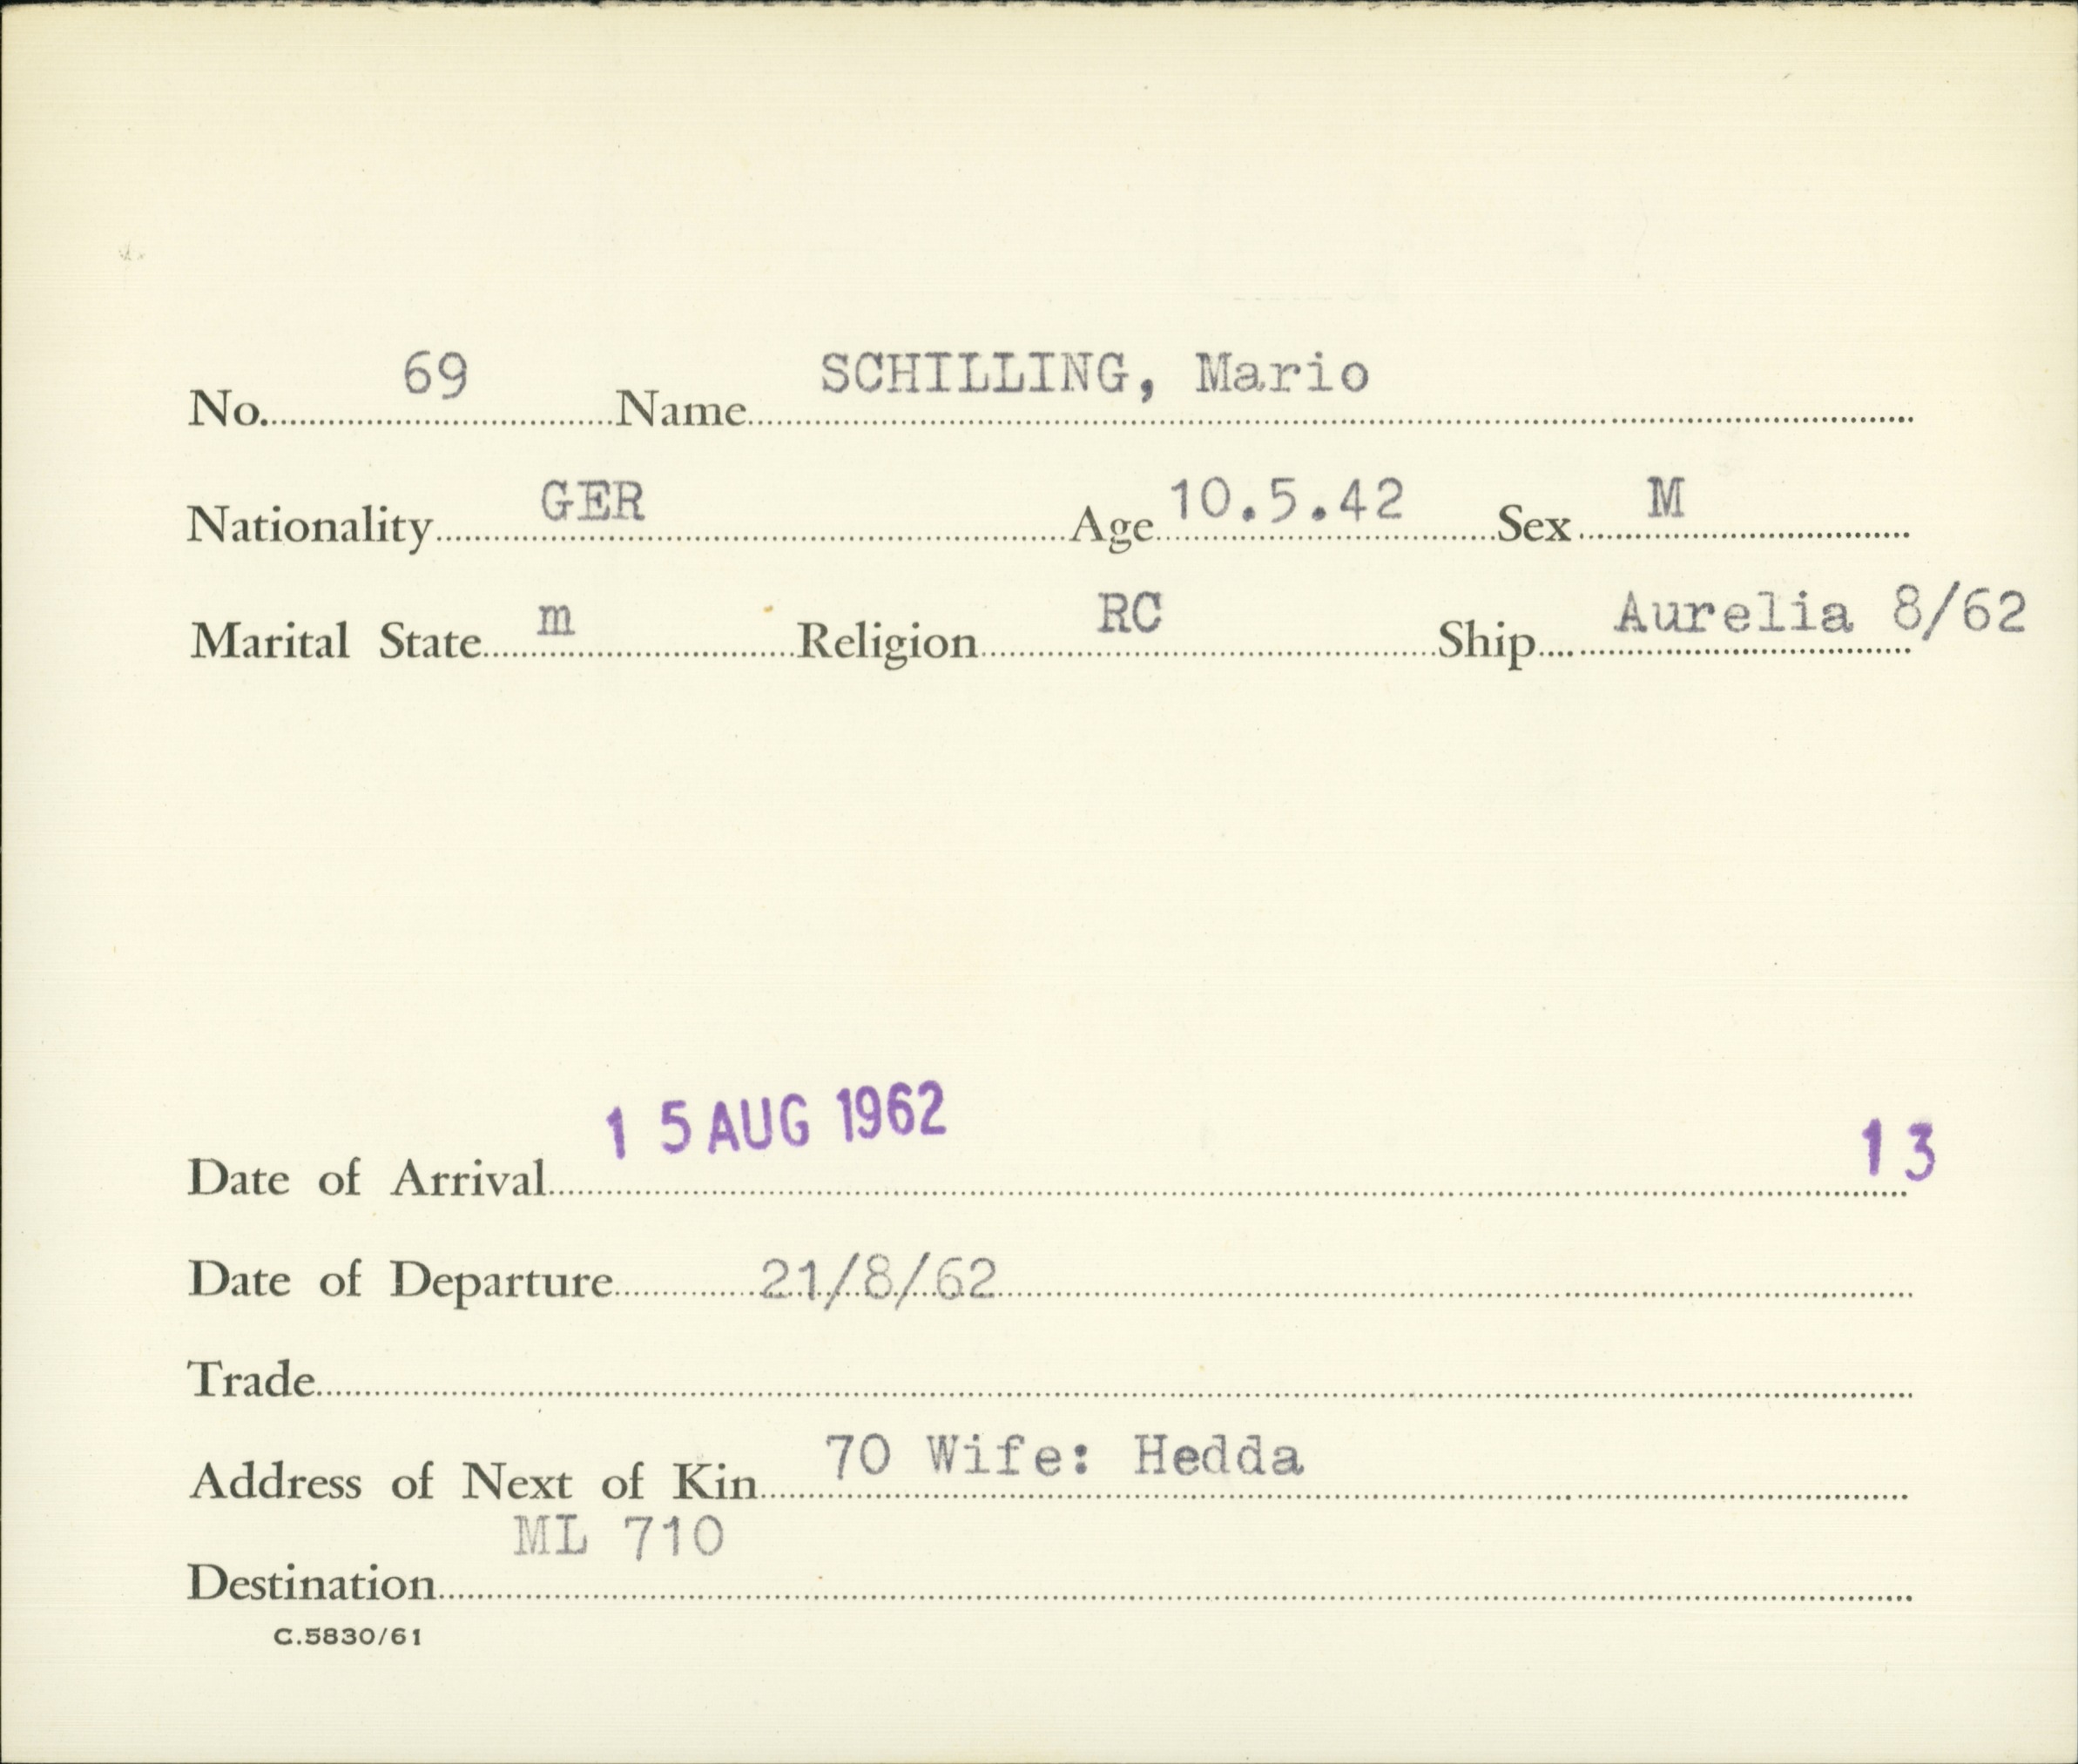 No. 69 Name SCHILLING, Mario
Nationality GER Age 10.5.42 Sex M
Marital State m Religion RC Ship Aurelia 8/62
Date of Arrival 15 AUG 1962 13
Date of Departure 21/8/62
Trade
Address of Next of Kin 70 Wife: Hedda
Destination ML 710
C.5830/61